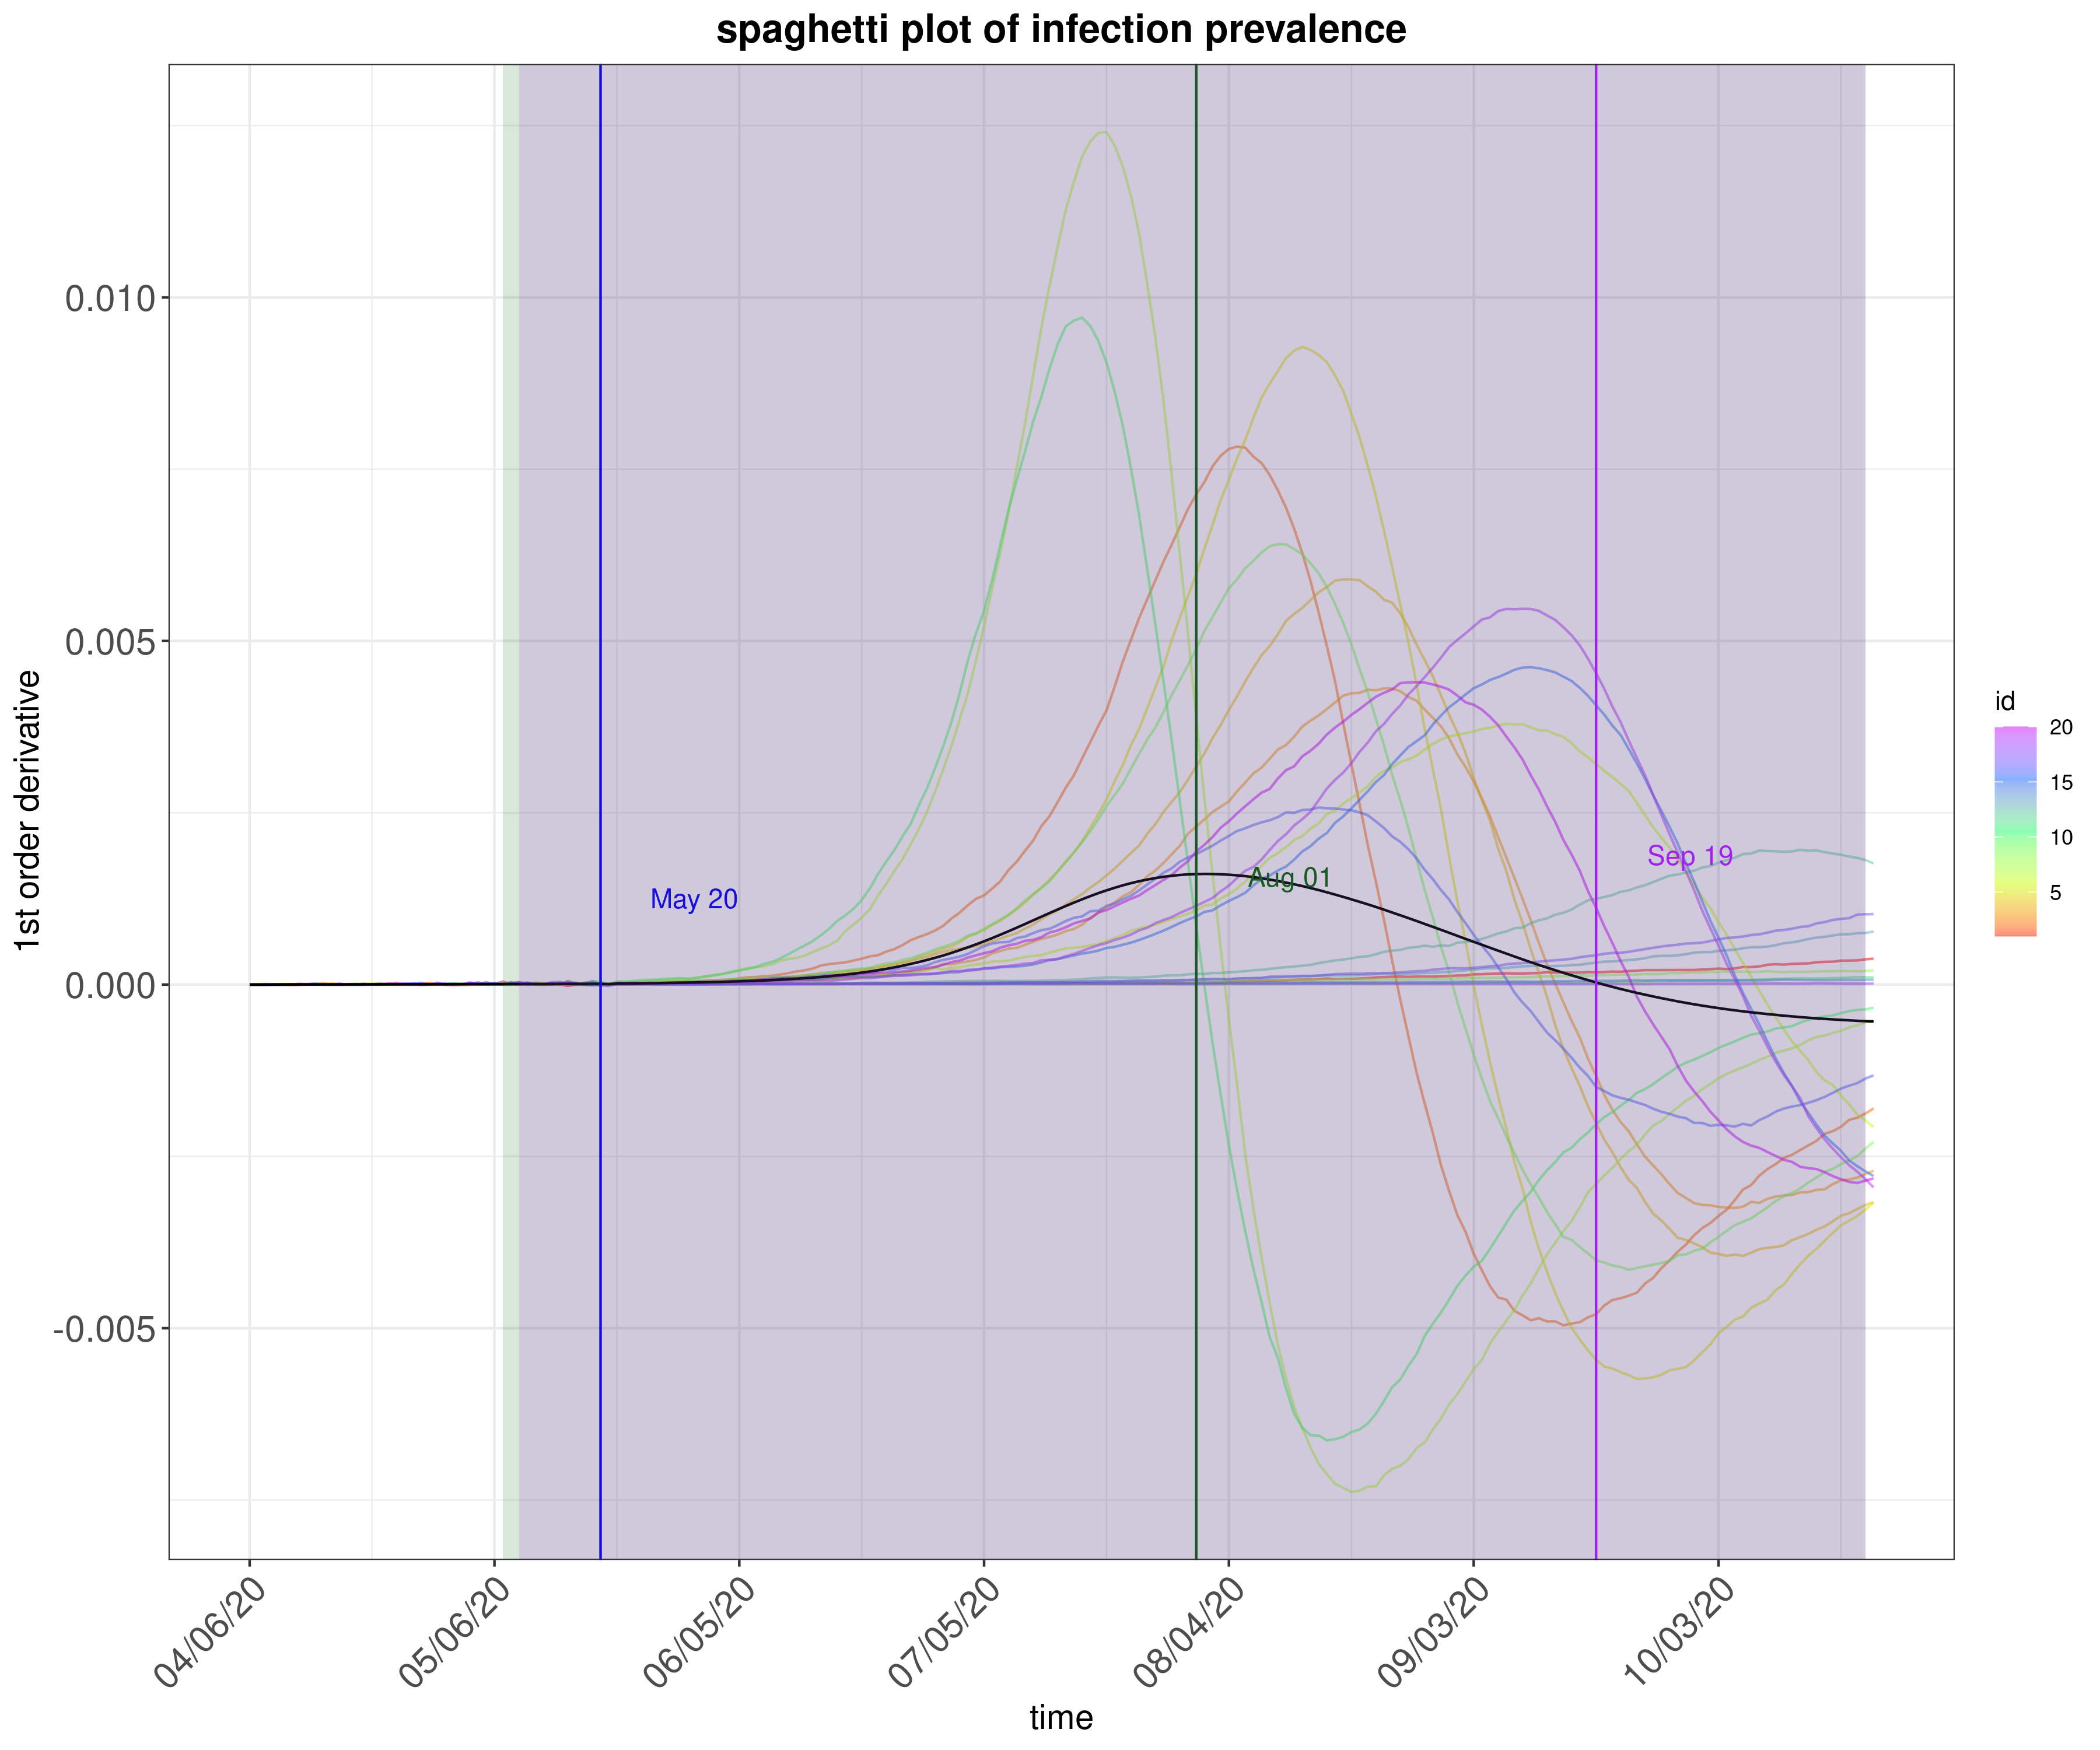 spaghetti plot of infection prevalence
0.010
0.005
0.000
-0.005
1st order derivative
May 20
Aug 01
Sep 19
04/06/20
05/06/20
06/05/20
07/05/20
08/04/20
09/03/20
10/03/20
time
id
20
15
10
5